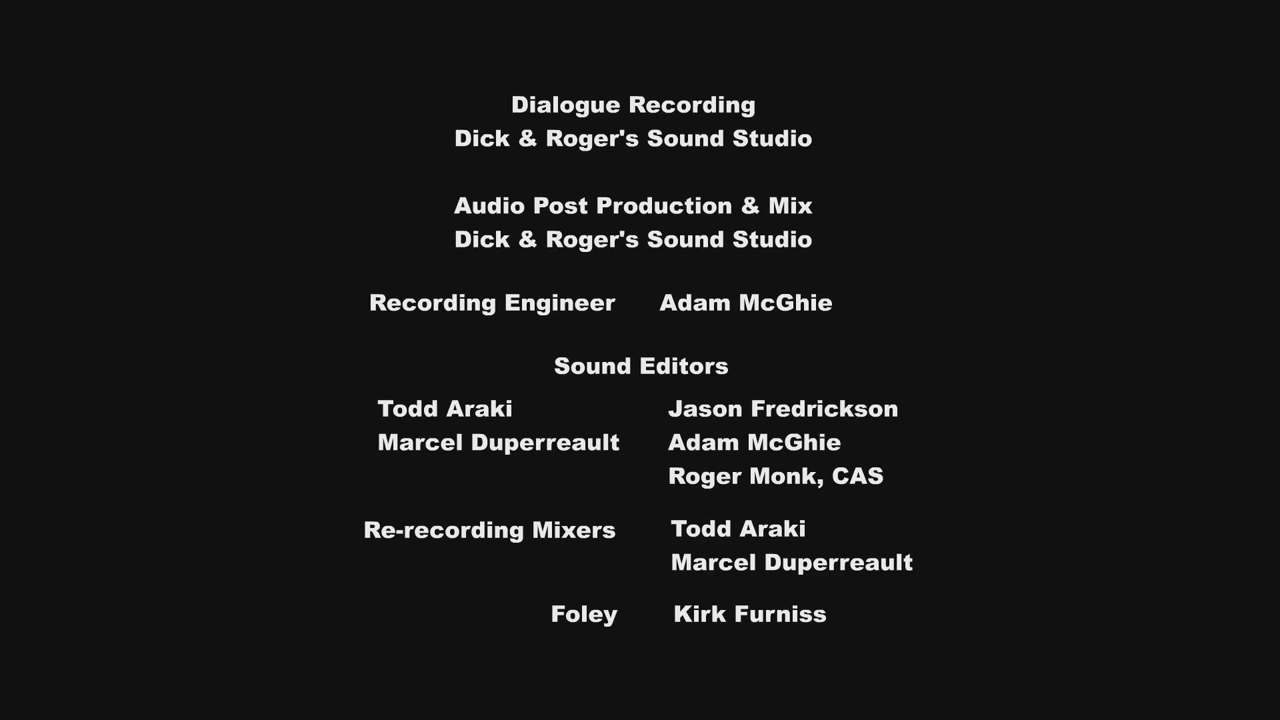 Dialogue Recording
Dick & Roger's Sound Studio
Audio Post Production & Mix
Dick & Roger's Sound Studio
Recording Engineer Adam McGhie
Sound Editors
Todd Araki Jason Fredrickson
Marcel Duperreault Adam McGhie
Roger Monk, CAS
Re-recording Mixers Todd Araki
Marcel Duperreault
Foley Kirk Furniss